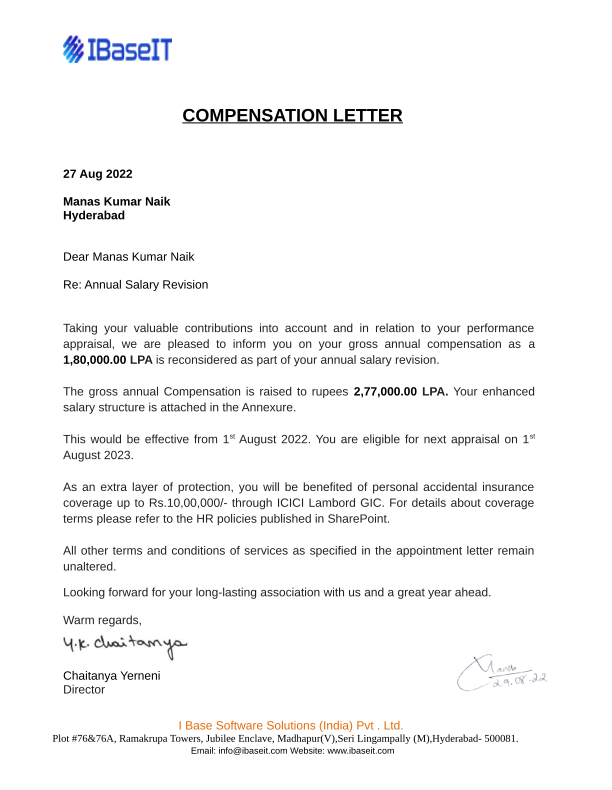 IBaseIT
COMPENSATION LETTER
27 Aug 2022
Manas Kumar Naik
Hyderabad
Dear Manas Kumar Naik
Re: Annual Salary Revision
Taking your valuable contributions into account and in relation to your performance
appraisal, we are pleased to inform you on your gross annual compensation as a
1,80,000.00 LPA is reconsidered as part of your annual salary revision.
The gross annual Compensation is raised to rupees 2,77,000.00 LPA. Your enhanced
salary structure is attached in the Annexure.
This would be effective from 1st August 2022. You are eligible for next appraisal on 1st
August 2023.
As an extra layer of protection, you will be benefited of personal accidental insurance
coverage up to Rs.10,00,000/- through ICICI Lambord GIC. For details about coverage
terms please refer to the HR policies published in SharePoint.
All other terms and conditions of services as specified in the appointment letter remain
unaltered.
Looking forward for your long-lasting association with us and a great year ahead.
Warm regards,
Y.K. Chaitanya
Chaitanya Yerneni
Director
29.08.22
I Base Software Solutions (India) Pvt . Ltd.
Plot #76&76A, Ramakrupa Towers, Jubilee Enclave, Madhapur(V),Seri Lingampally (M),Hyderabad- 500081.
Email: info@ibaseit.com Website: www.ibaseit.com